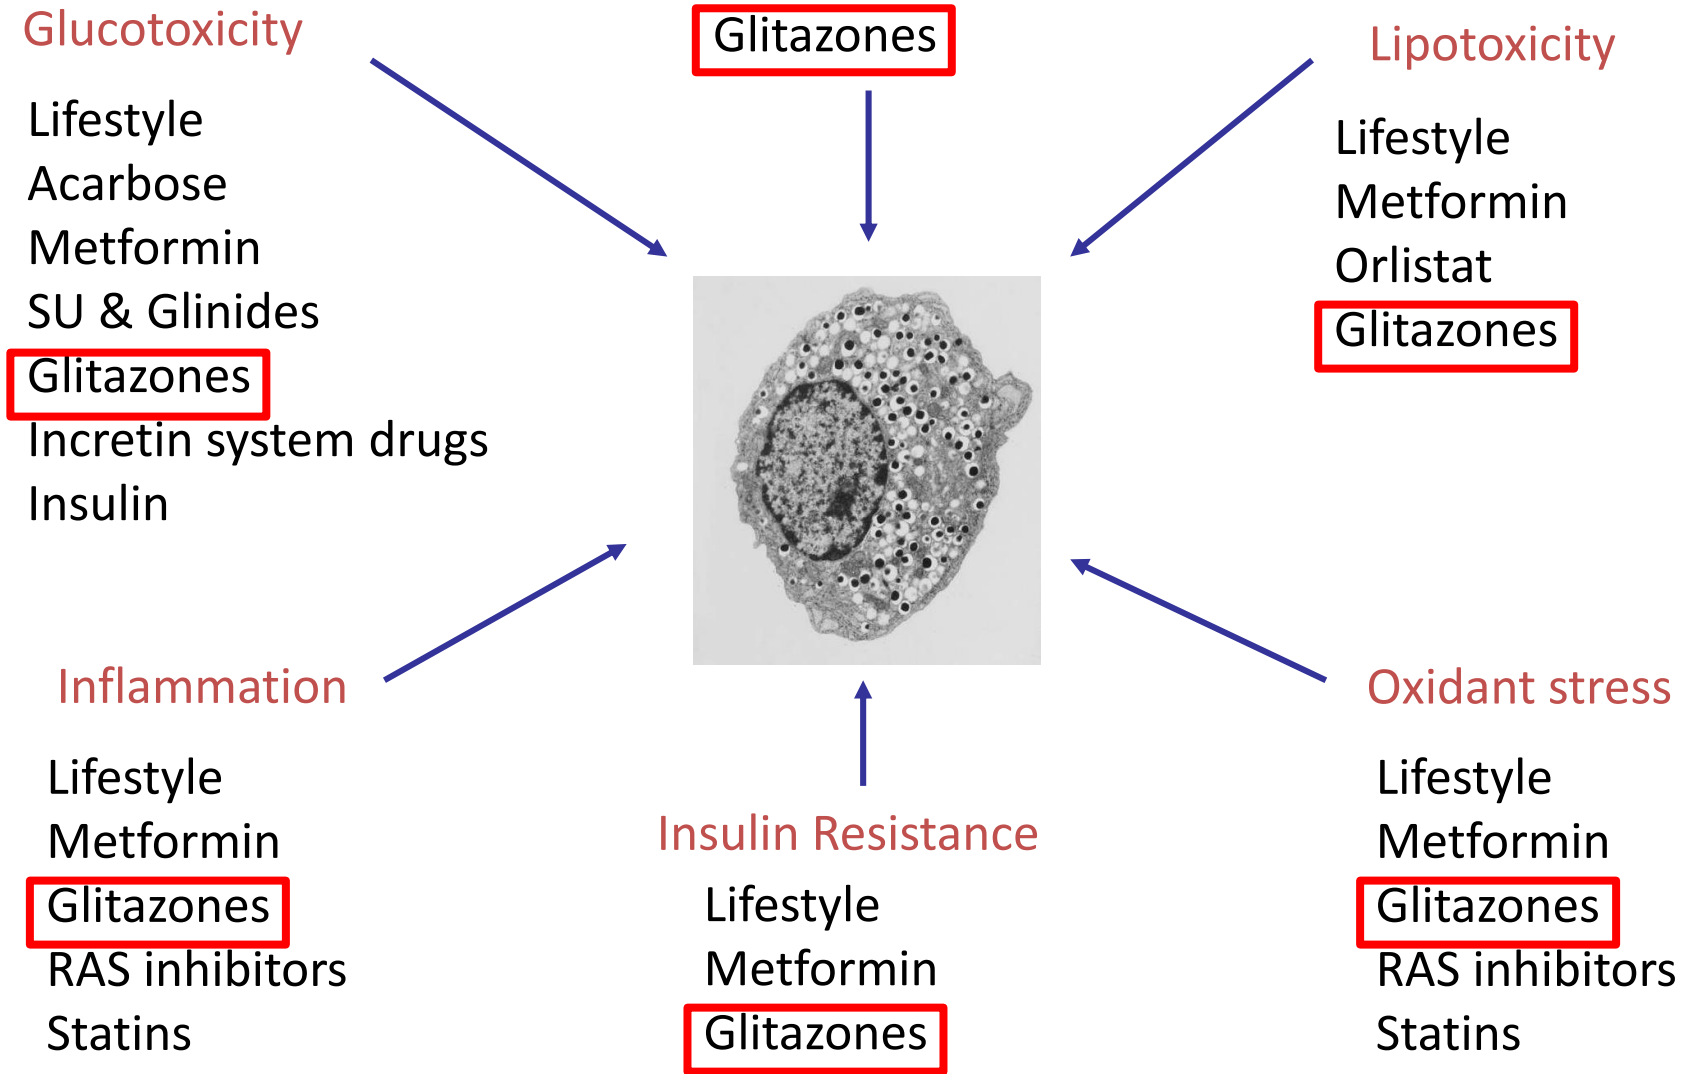 Glucotoxicity
Lifestyle
Acarbose
Metformin
SU & Glinides
Glitazones
Incretin system drugs
Insulin
Glitazones
Lipotoxicity
Lifestyle
Metformin
Orlistat
Glitazones
Inflammation
Lifestyle
Metformin
Glitazones
RAS inhibitors
Statins
Insulin Resistance
Lifestyle
Metformin
Glitazones
Oxidant stress
Lifestyle
Metformin
Glitazones
RAS inhibitors
Statins